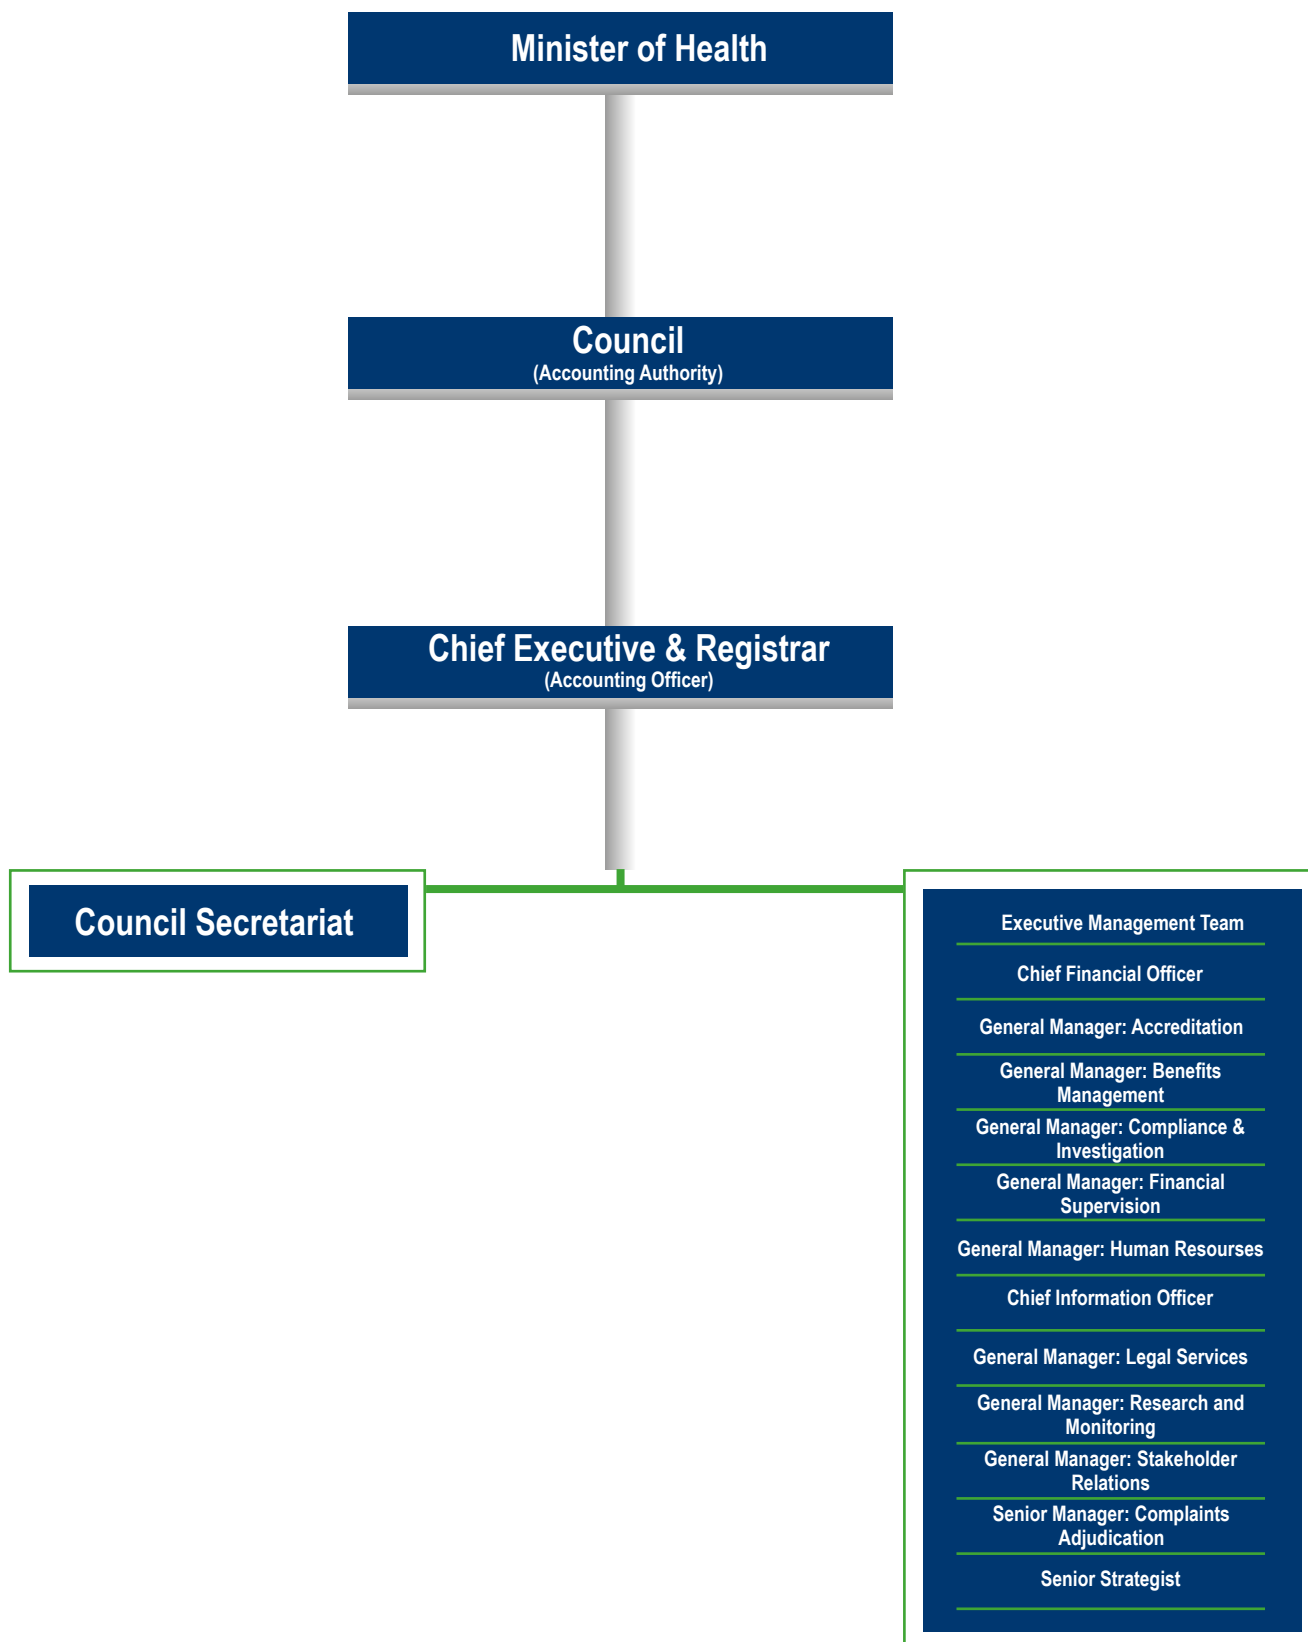 Minister of Health
Council
(Accounting Authority)
Chief Executive & Registrar
(Accounting Officer)
Council Secretariat
Executive Management Team
Chief Financial Officer
General Manager: Accreditation
General Manager: Benefits
Management
General Manager: Compliance &
Investigation
General Manager: Financial
Supervision
General Manager: Human Resourses
Chief Information Officer
General Manager: Legal Services
General Manager: Research and
Monitoring
General Manager: Stakeholder
Relations
Senior Manager: Complaints
Adjudication
Senior Strategist